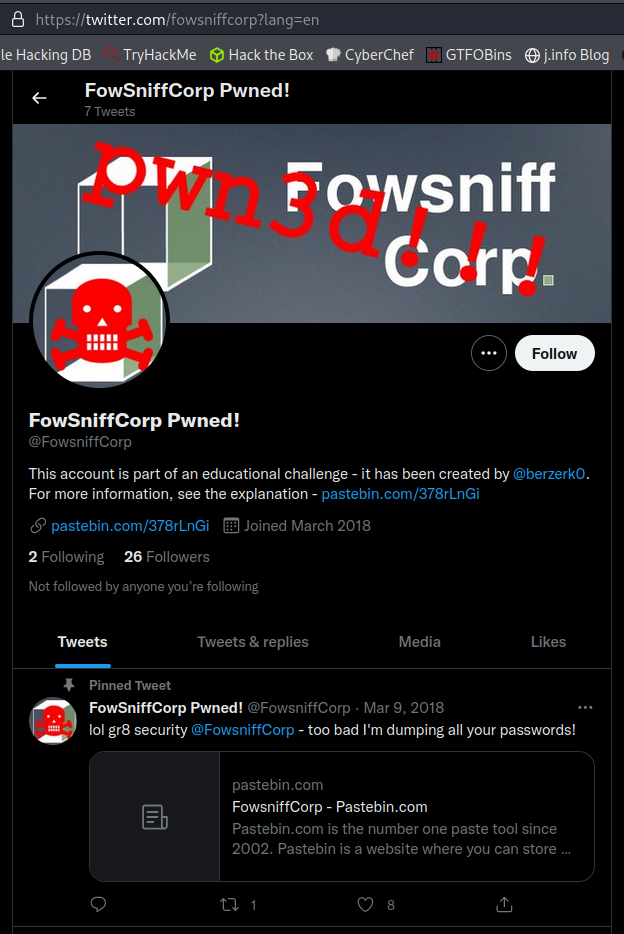 https://twitter.com/fowsniffcorp?lang=en
le Hacking DB TryHackMe Hack the Box CyberChef GTFOBins j.info Blog
FowSniffCorp Pwned!
7 Tweets
pwn3d!!!
Fowsniff
Corp.
Follow
FowSniffCorp Pwned!
@FowsniffCorp
This account is part of an educational challenge - it has been created by @berzerk0.
For more information, see the explanation - pastebin.com/378rLnGi
pastebin.com/378rLnGi Joined March 2018
2 Following 26 Followers
Not followed by anyone you're following
Tweets Tweets & replies Media Likes
Pinned Tweet
FowSniffCorp Pwned! @FowsniffCorp · Mar 9, 2018
lol gr8 security @FowsniffCorp - too bad I'm dumping all your passwords!
pastebin.com
FowsniffCorp - Pastebin.com
Pastebin.com is the number one paste tool since
2002. Pastebin is a website where you can store ...
1 8